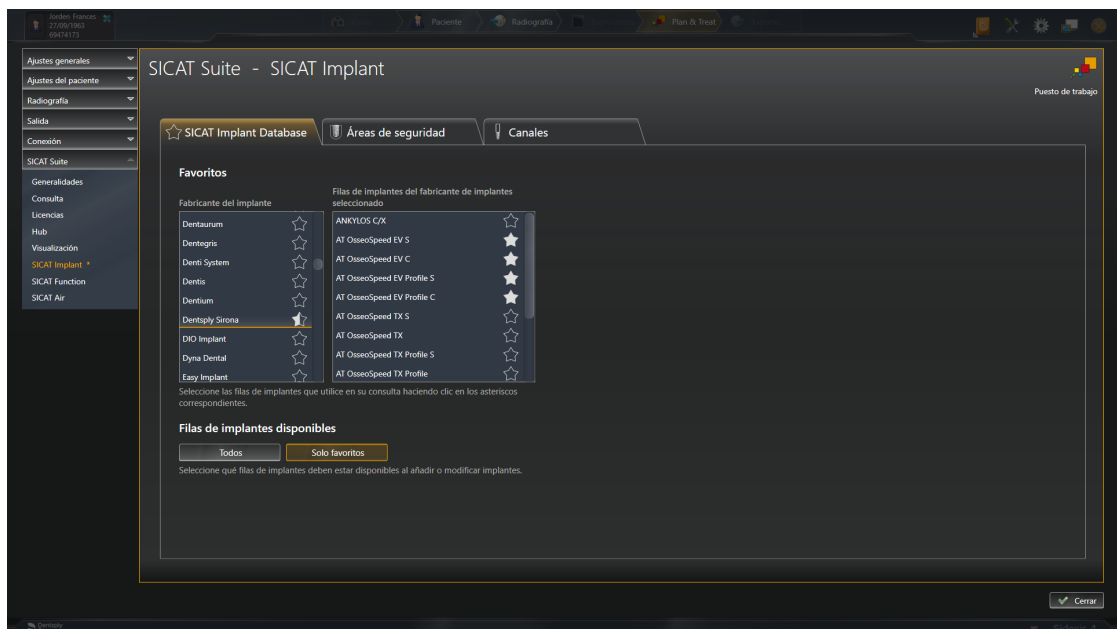 Jorden Frances
27/09/1963
69474173
Paciente
Radiografía
Plan & Treat
Ajustes generales
Ajustes del paciente
Radiografía
Salida
Conexión
SICAT Suite
Generalidades
Consulta
Licencias
Hub
Visualización
SICAT Implant *
SICAT Function
SICAT Air
SICAT Suite - SICAT Implant
Puesto de trabajo
SICAT Implant Database
Áreas de seguridad
Canales
Favoritos
Fabricante del implante
Filas de implantes del fabricante de implantes
seleccionado
Dentaurum
Dentegris
Denti System
Dentis
Dentium
Dentsply Sirona
DIO Implant
Dyna Dental
Easy Implant
ANKYLOS C/X
AT OsseoSpeed EV S
AT OsseoSpeed EV C
AT OsseoSpeed EV Profile S
AT OsseoSpeed EV Profile C
AT OsseoSpeed TX S
AT OsseoSpeed TX
AT OsseoSpeed TX Profile S
AT OsseoSpeed TX Profile
Seleccione las filas de implantes que utilice en su consulta haciendo clic en los asteriscos
correspondientes.
Filas de implantes disponibles
Todos
Solo favoritos
Seleccione qué filas de implantes deben estar disponibles al añadir o modificar implantes.
Cerrar
Dentsply
Sidexis 4